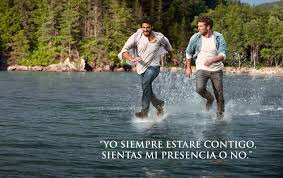 "YO SIEMPRE ESTARÉ CONTIGO,
SIENTAS MI PRESENCIA O NO."